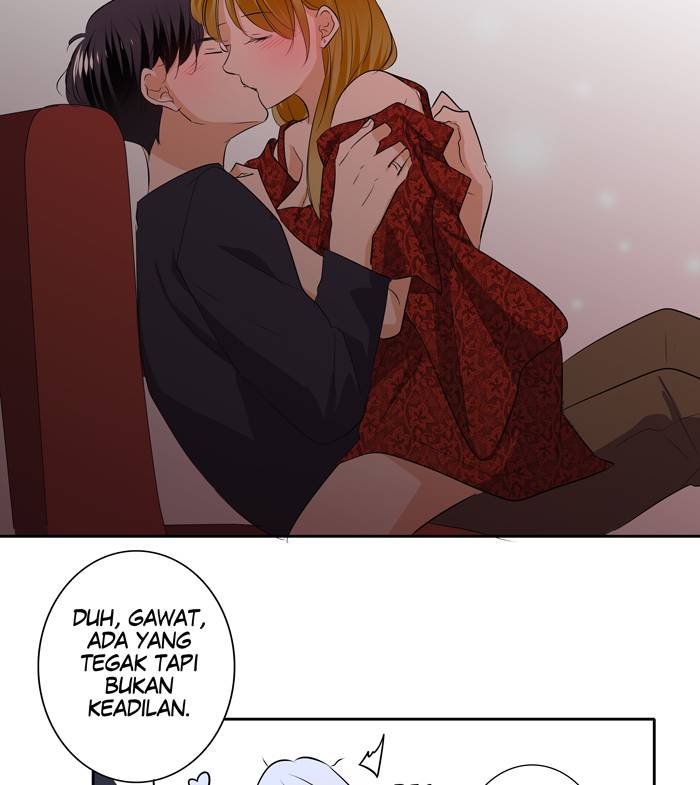 DUH, GAWAT,
ADA YANG
TEGAK TAPI
BUKAN
KEADILAN.